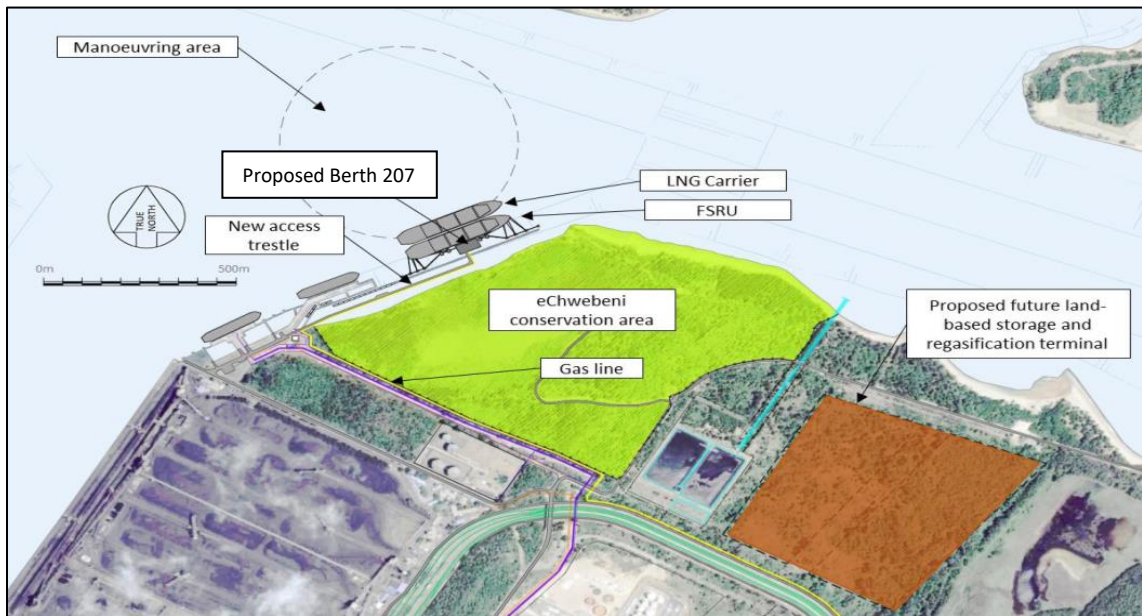 Manoeuvring area
Proposed Berth 207
LNG Carrier
FSRU
New access
trestle
TRUE
NORTH
0m
500m
eChwebeni
conservation area
Proposed future land-
based storage and
regasification terminal
Gas line